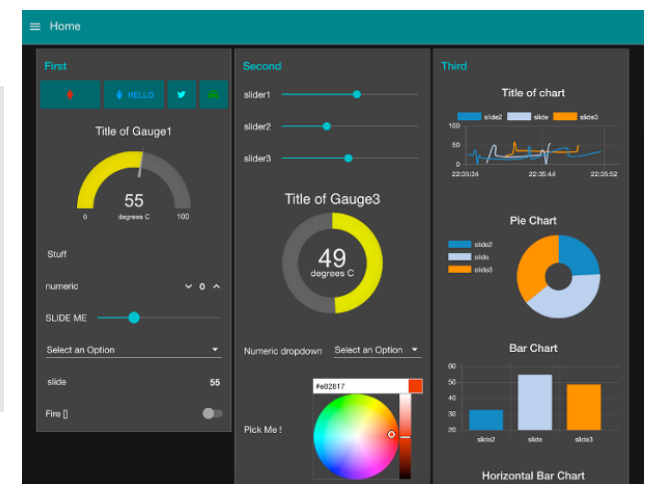 Home
First
HELLO
Title of Gauge1
55
degrees C
0
100
Stuff
numeric
0
SLIDE ME
Select an Option
slide
55
Fire []
Second
slider1
slider2
slider3
Title of Gauge3
49
degrees C
Numeric dropdown Select an Option
#e82817
Pick Me !
Third
Title of chart
slide2 slide slide3
100
50
0
22:35:34 22:35:44 22:35:52
Pie Chart
slide2
slide
slide3
Bar Chart
60
50
40
30
20
slide2 slide slide3
Horizontal Bar Chart